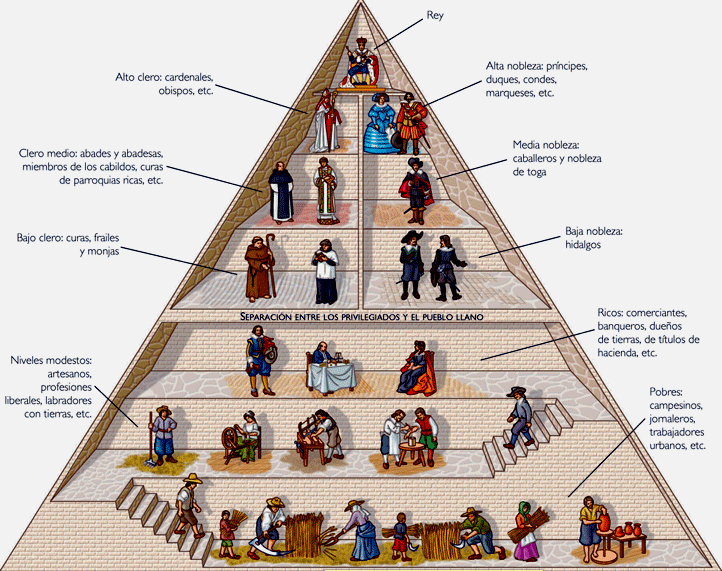 Rey
Alto clero: cardenales,
obispos, etc.
Alta nobleza: príncipes,
duques, condes,
marqueses, etc.
Clero medio: abades y abadesas,
miembros de los cabildos, curas
de parroquias ricas, etc.
Media nobleza:
caballeros y nobleza
de toga
Bajo clero: curas, frailes
y monjas
Baja nobleza:
hidalgos
SEPARACIÓN ENTRE LOS PRIVILEGIADOS Y EL PUEBLO LLANO
Ricos: comerciantes,
banqueros, dueños
de tierras, de títulos de
hacienda, etc.
Niveles modestos:
artesanos,
profesiones
liberales, labradores
con tierras, etc.
Pobres:
campesinos,
jornaleros,
trabajadores
urbanos, etc.